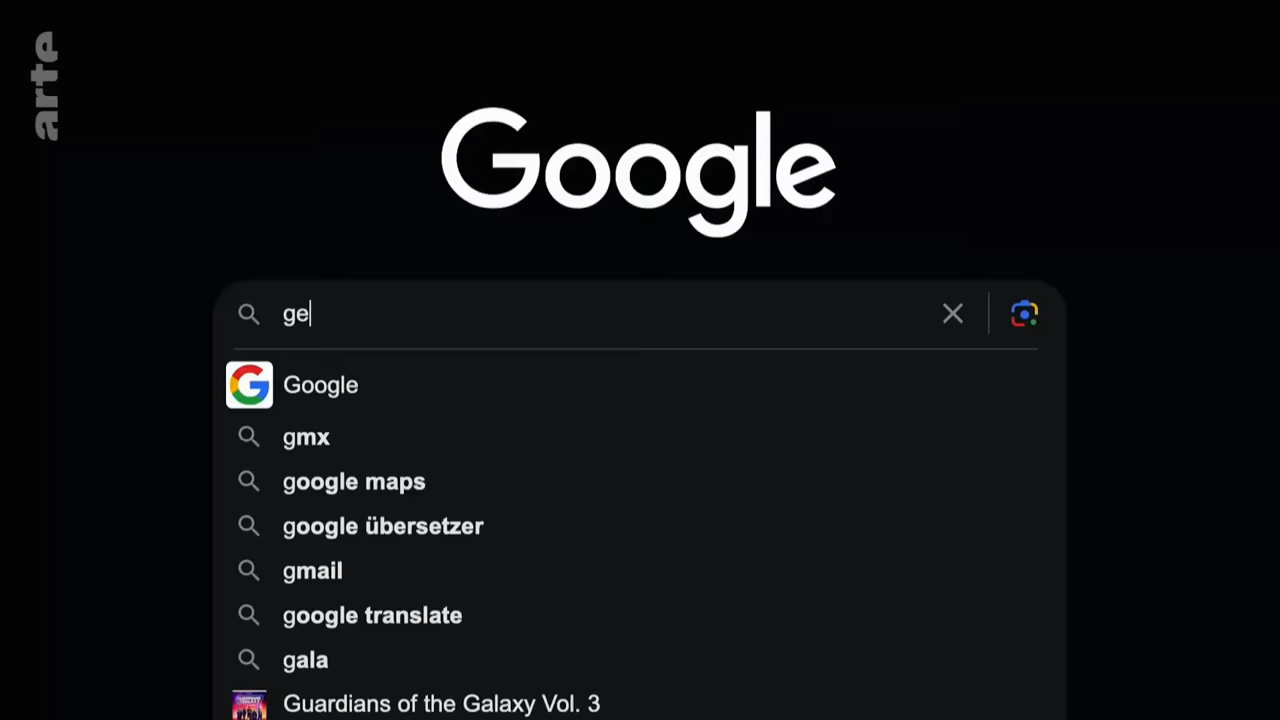 arte
Google
ge
Google
gmx
google maps
google übersetzer
gmail
google translate
gala
Guardians of the Galaxy Vol. 3